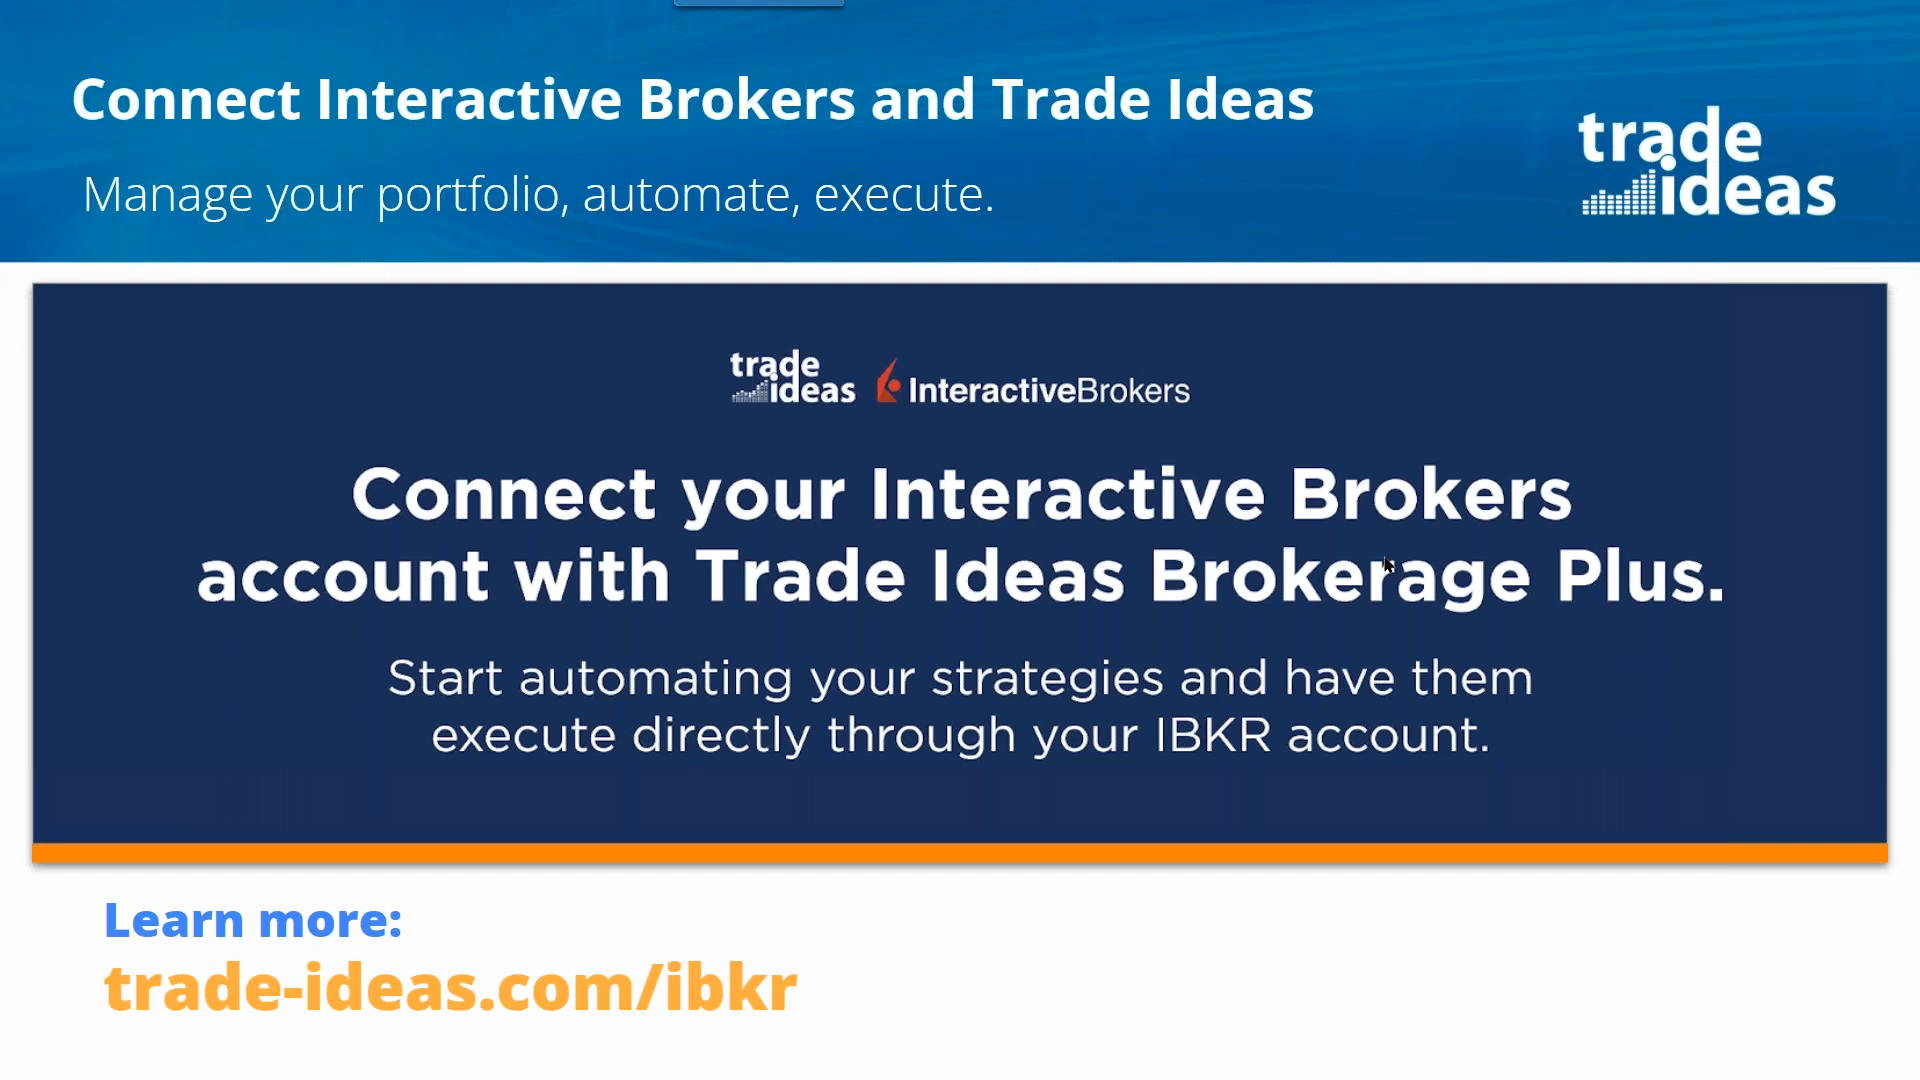 Connect Interactive Brokers and Trade Ideas
Manage your portfolio, automate, execute.
trade
ideas
trade
ideas
InteractiveBrokers
Connect your Interactive Brokers
account with Trade Ideas Brokerage Plus.
Start automating your strategies and have them
execute directly through your IBKR account.
Learn more:
trade-ideas.com/ibkr